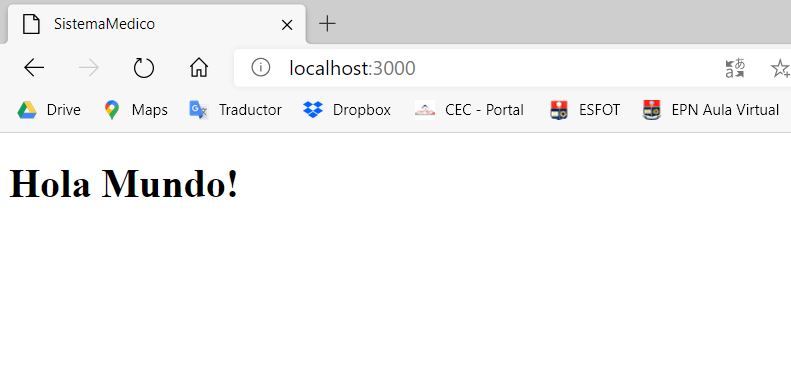 SistemaMedico
localhost:3000
Drive Maps Traductor Dropbox CEC - Portal ESFOT EPN Aula Virtual
Hola Mundo!